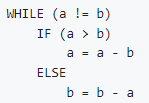 WHILE (a != b)
    IF (a > b)
        a = a - b
    ELSE
        b = b - a